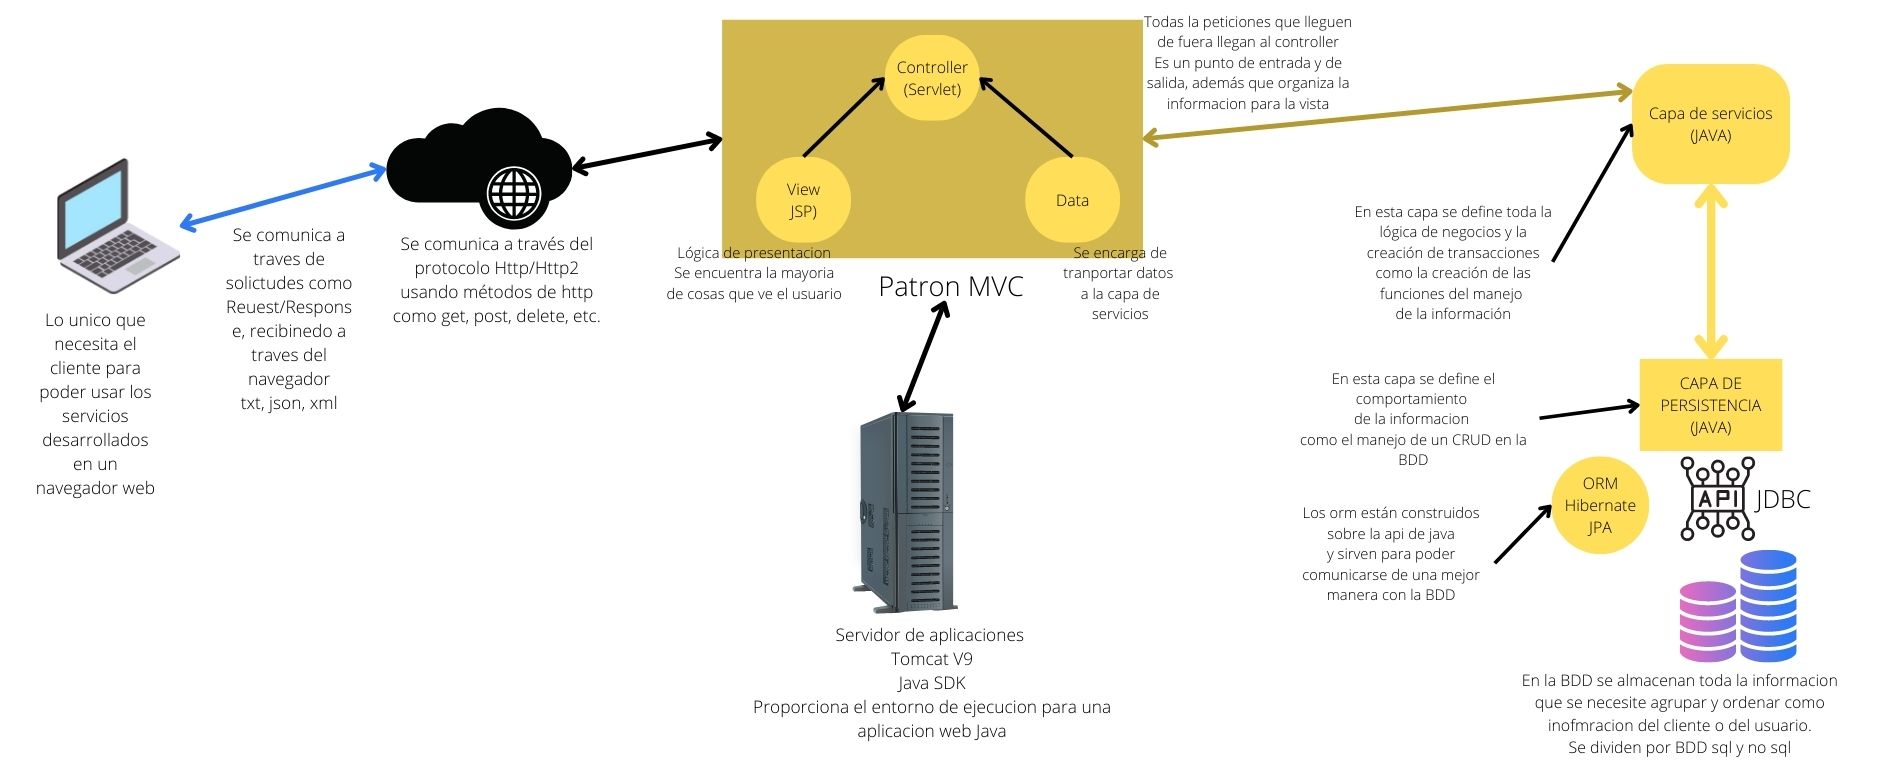 Lo unico que
necesita el
cliente para
poder usar los
servicios
desarrollados
en un
navegador web
Se comunica a
traves de
solictudes como
Reuest/Respons
e, recibinedo a
traves del
navegador
txt, json, xml
Se comunica a través del
protocolo Http/Http2
usando métodos de http
como get, post, delete, etc.
Controller
(Servlet)
View
JSP)
Data
Lógica de presentacion
Se encuentra la mayoria
de cosas que ve el usuario
Patron MVC
Se encarga de
tranportar datos
a la capa de
servicios
Todas la peticiones que lleguen
de fuera llegan al controller
Es un punto de entrada y de
salida, además que organiza la
informacion para la vista
Servidor de aplicaciones
Tomcat V9
Java SDK
Proporciona el entorno de ejecucion para una
aplicacion web Java
Capa de servicios
(JAVA)
En esta capa se define toda la
lógica de negocios y la
creación de transacciones
como la creación de las
funciones del manejo
de la información
CAPA DE
PERSISTENCIA
(JAVA)
En esta capa se define el
comportamiento
de la informacion
como el manejo de un CRUD en la
BDD
ORM
Hibernate
JPA
API
JDBC
Los orm están construidos
sobre la api de java
y sirven para poder
comunicarse de una mejor
manera con la BDD
En la BDD se almacenan toda la informacion
que se necesite agrupar y ordenar como
inofmracion del cliente o del usuario.
Se dividen por BDD sql y no sql